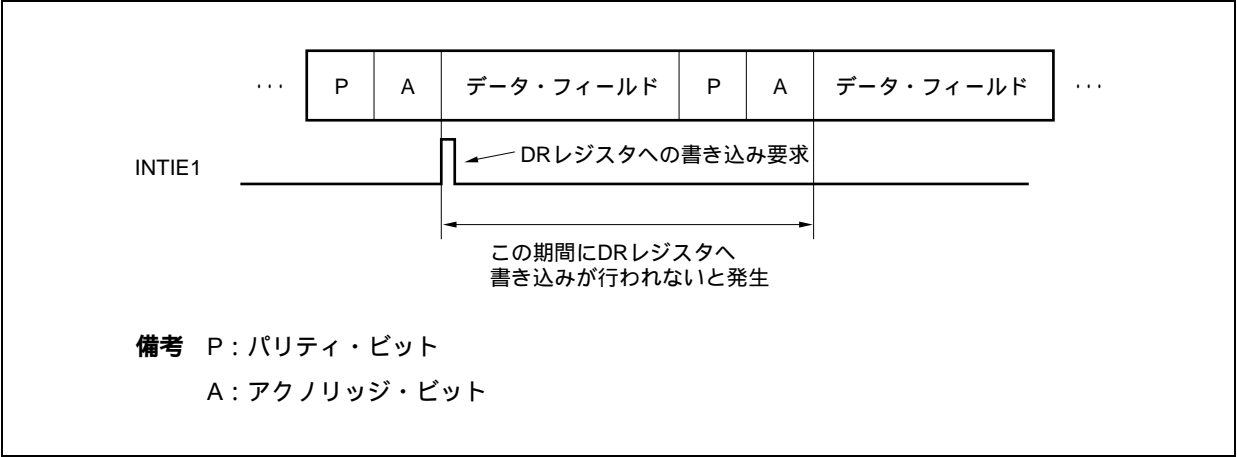 ··· P A データ・フィールド P A データ・フィールド ···
INTIE1
DRレジスタへの書き込み要求
この期間にDRレジスタへ
書き込みが行われないと発生
備考 P：パリティ・ビット
A：アクノリッジ・ビット